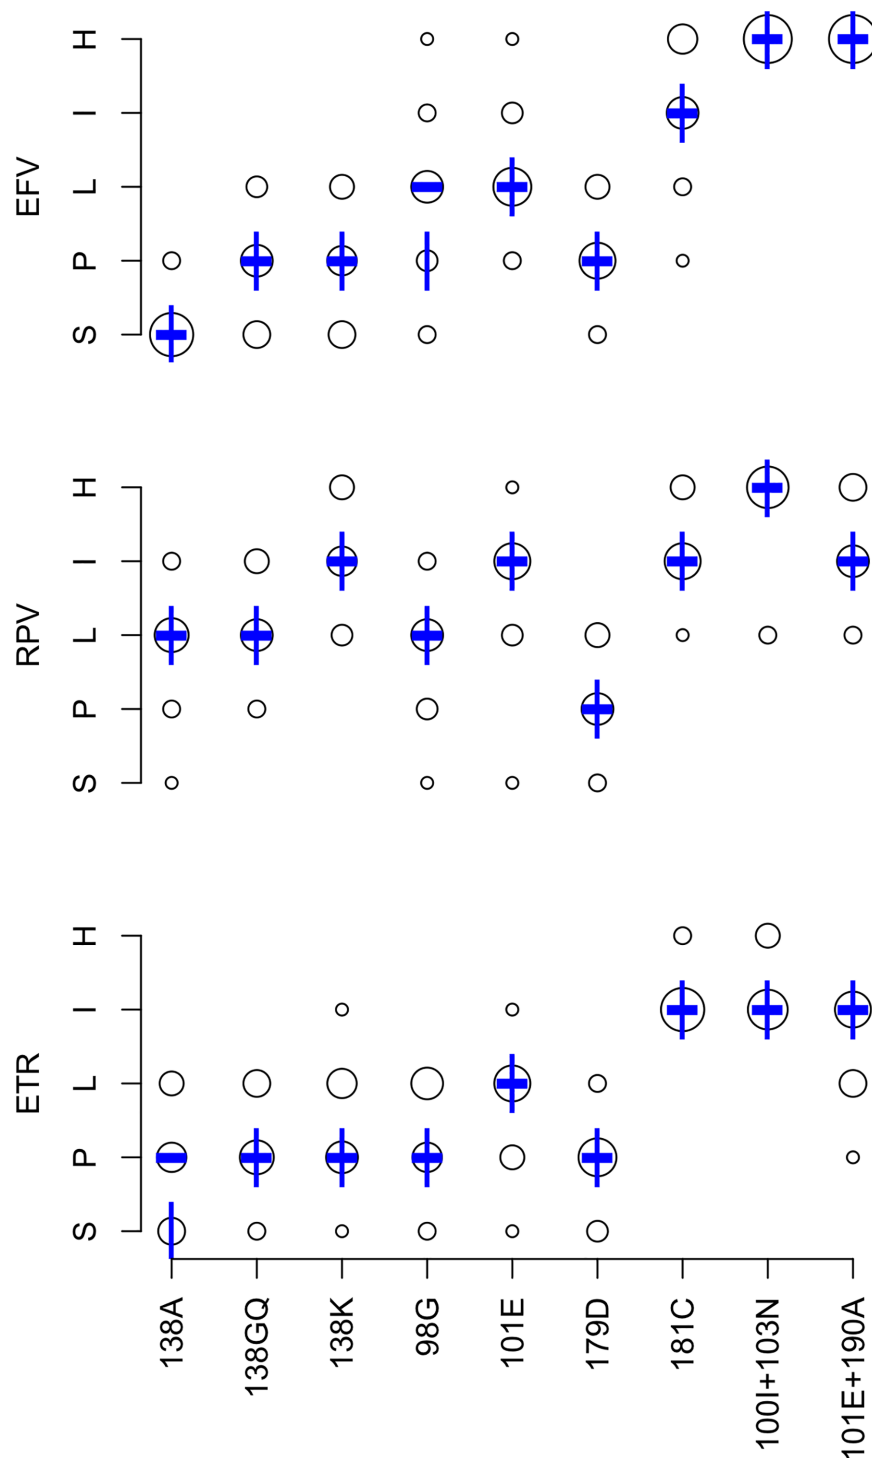 EFV
H
I
L
P
S
RPV
H
I
L
P
S
ETR
H
I
L
P
S
138A
138GQ
138K
98G
101E
179D
181C
100I+103N
101E+190A